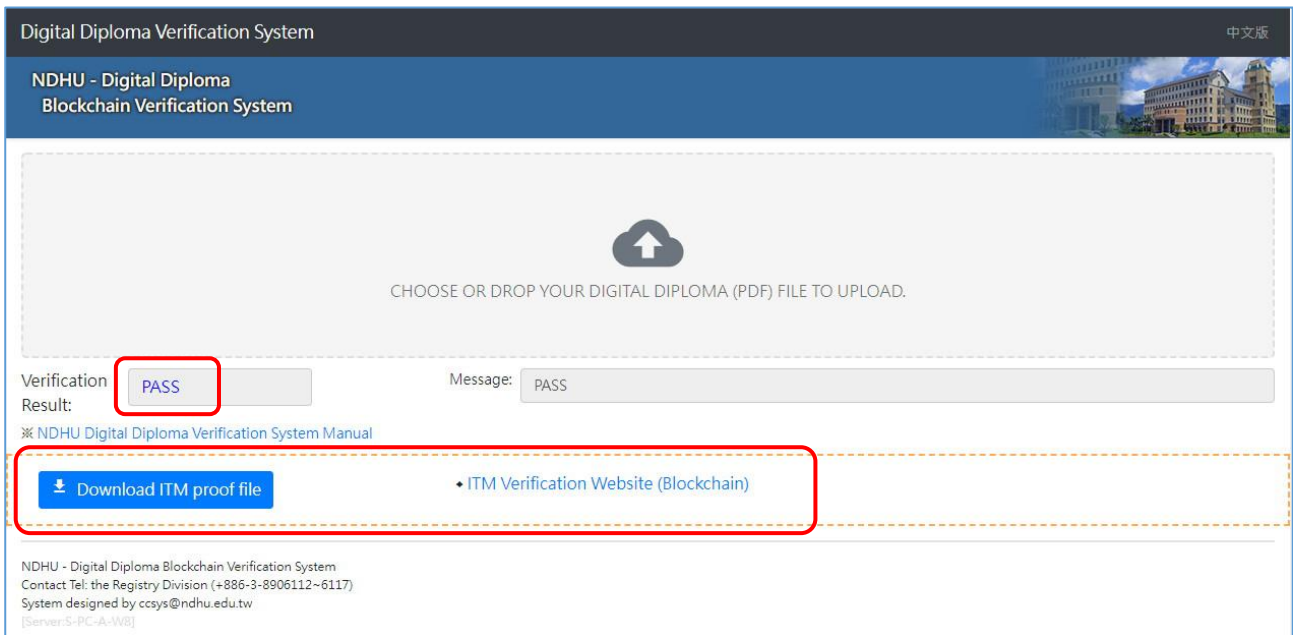 Digital Diploma Verification System
中文版
NDHU - Digital Diploma
Blockchain Verification System
CHOOSE OR DROP YOUR DIGITAL DIPLOMA (PDF) FILE TO UPLOAD.
Verification Result:
PASS
Message:
PASS
※ NDHU Digital Diploma Verification System Manual
Download ITM proof file
◆ ITM Verification Website (Blockchain)
NDHU - Digital Diploma Blockchain Verification System
Contact Tel: the Registry Division (+886-3-8906112~6117)
System designed by ccsys@ndhu.edu.tw
[Server:S-PC-A-W8]